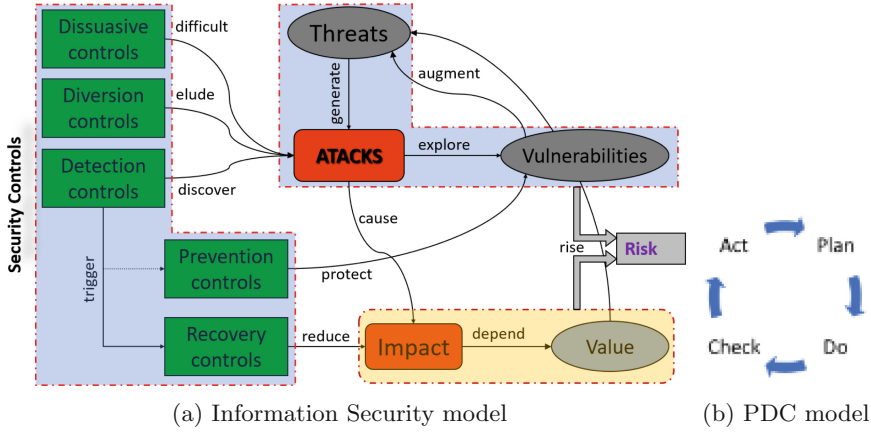 Security Controls
Dissuasive
controls
difficult
Diversion
controls
elude
Detection
controls
discover
trigger
Prevention
controls
protect
Recovery
controls
reduce
Threats
generate
augment
ATACKS
explore
Vulnerabilities
cause
rise
Risk
Impact
depend
Value
Act
Plan
Check
Do
(a) Information Security model
(b) PDC model